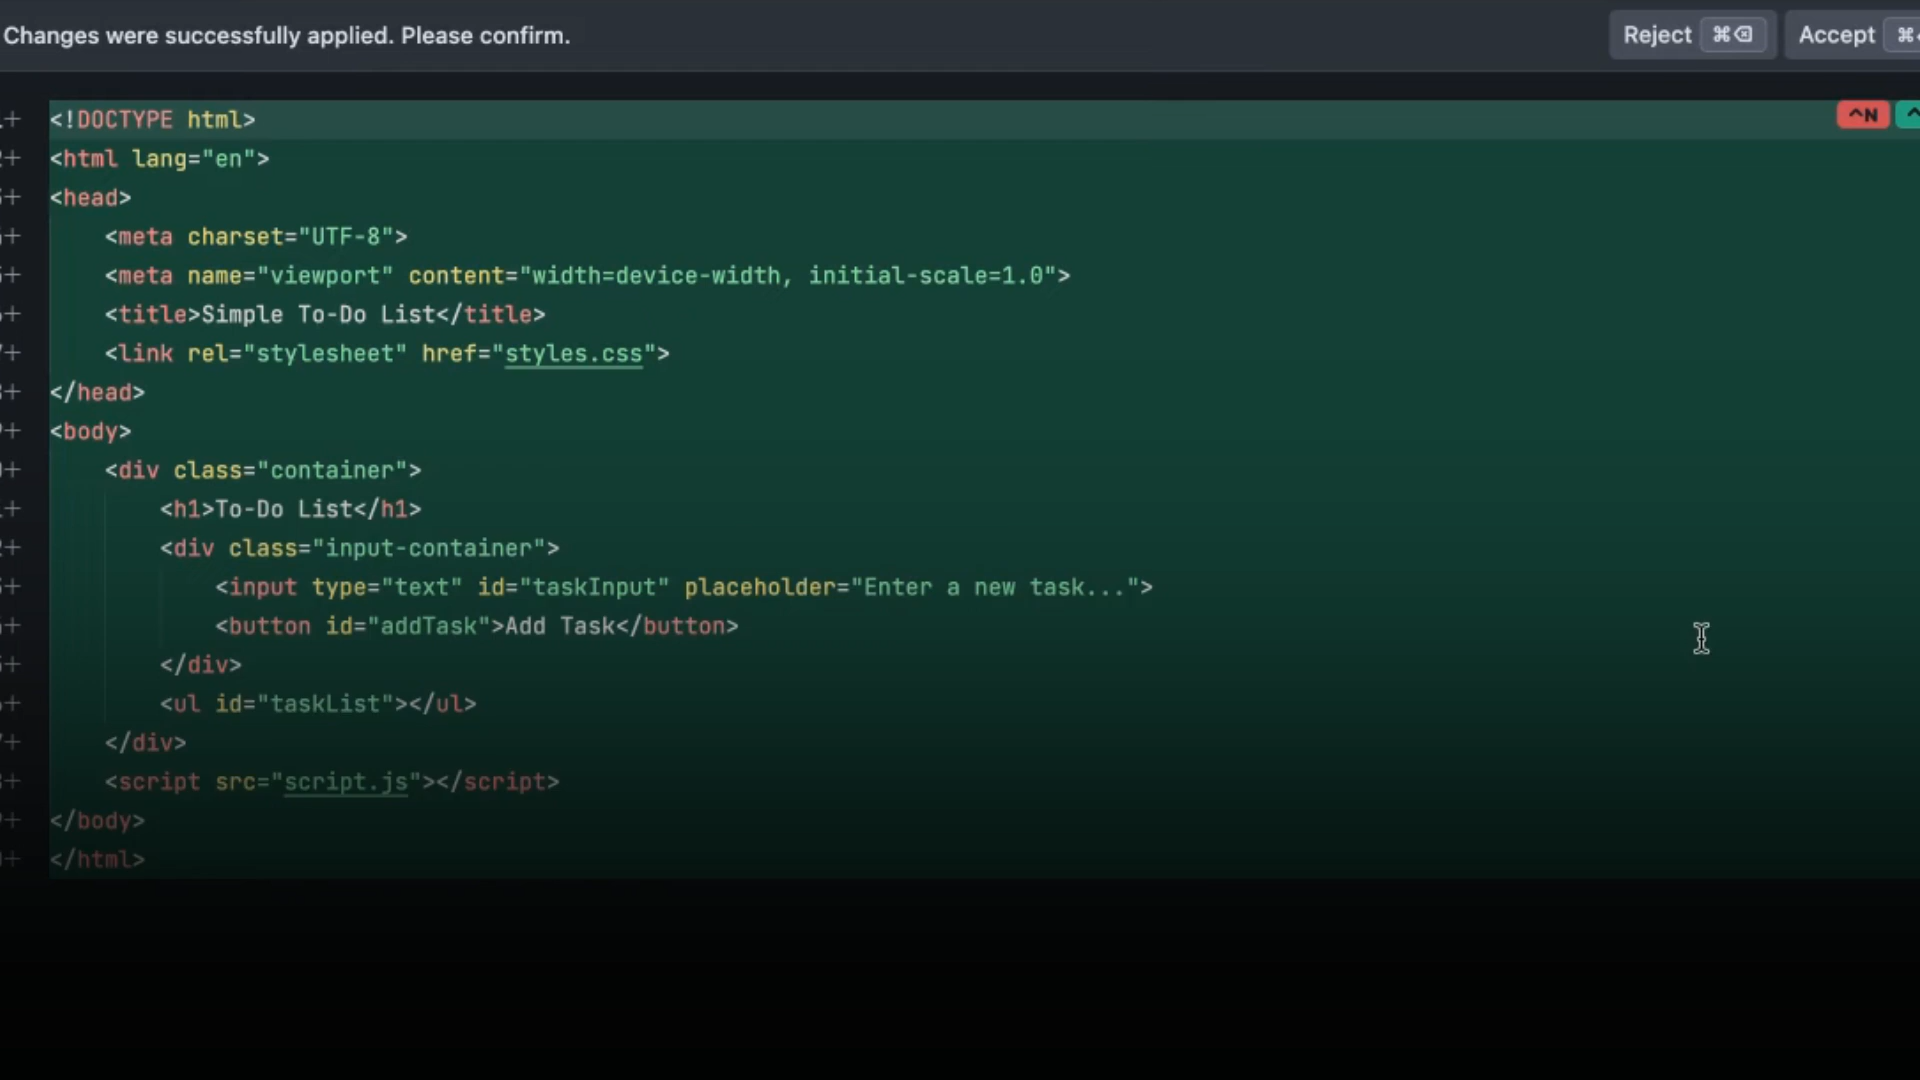 Changes were successfully applied. Please confirm.
Reject ⌘⌫
Accept ⌘
<!DOCTYPE html>
^N
^
<html lang="en">
<head>
    <meta charset="UTF-8">
    <meta name="viewport" content="width=device-width, initial-scale=1.0">
    <title>Simple To-Do List</title>
    <link rel="stylesheet" href="styles.css">
</head>
<body>
    <div class="container">
        <h1>To-Do List</h1>
        <div class="input-container">
            <input type="text" id="taskInput" placeholder="Enter a new task...">
            <button id="addTask">Add Task</button>
        </div>
        <ul id="taskList"></ul>
    </div>
    <script src="script.js"></script>
</body>
</html>